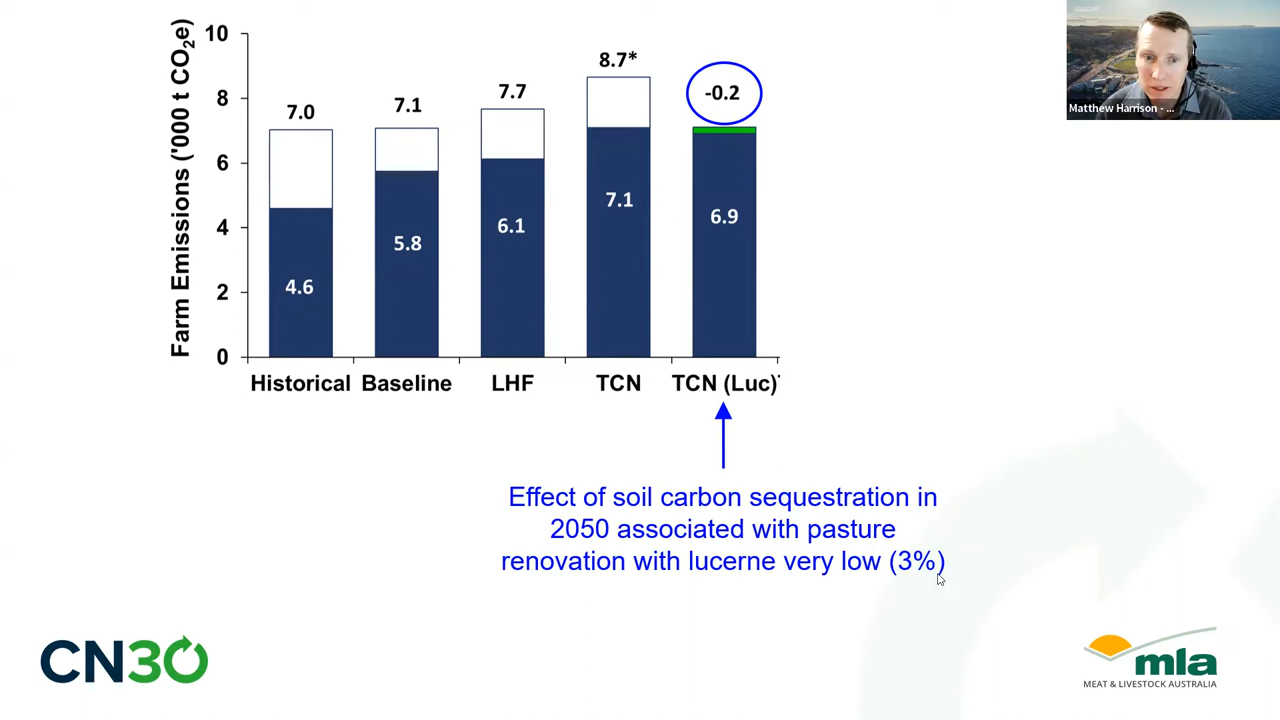 Farm Emissions ('000 t CO₂e)
10
8
6
4
2
0
7.0
7.1
7.7
8.7*
-0.2
4.6
5.8
6.1
7.1
6.9
Historical
Baseline
LHF
TCN
TCN (Luc)
Effect of soil carbon sequestration in
2050 associated with pasture
renovation with lucerne very low (3%)
Matthew Harrison - ...
CN30
mla
MEAT & LIVESTOCK AUSTRALIA